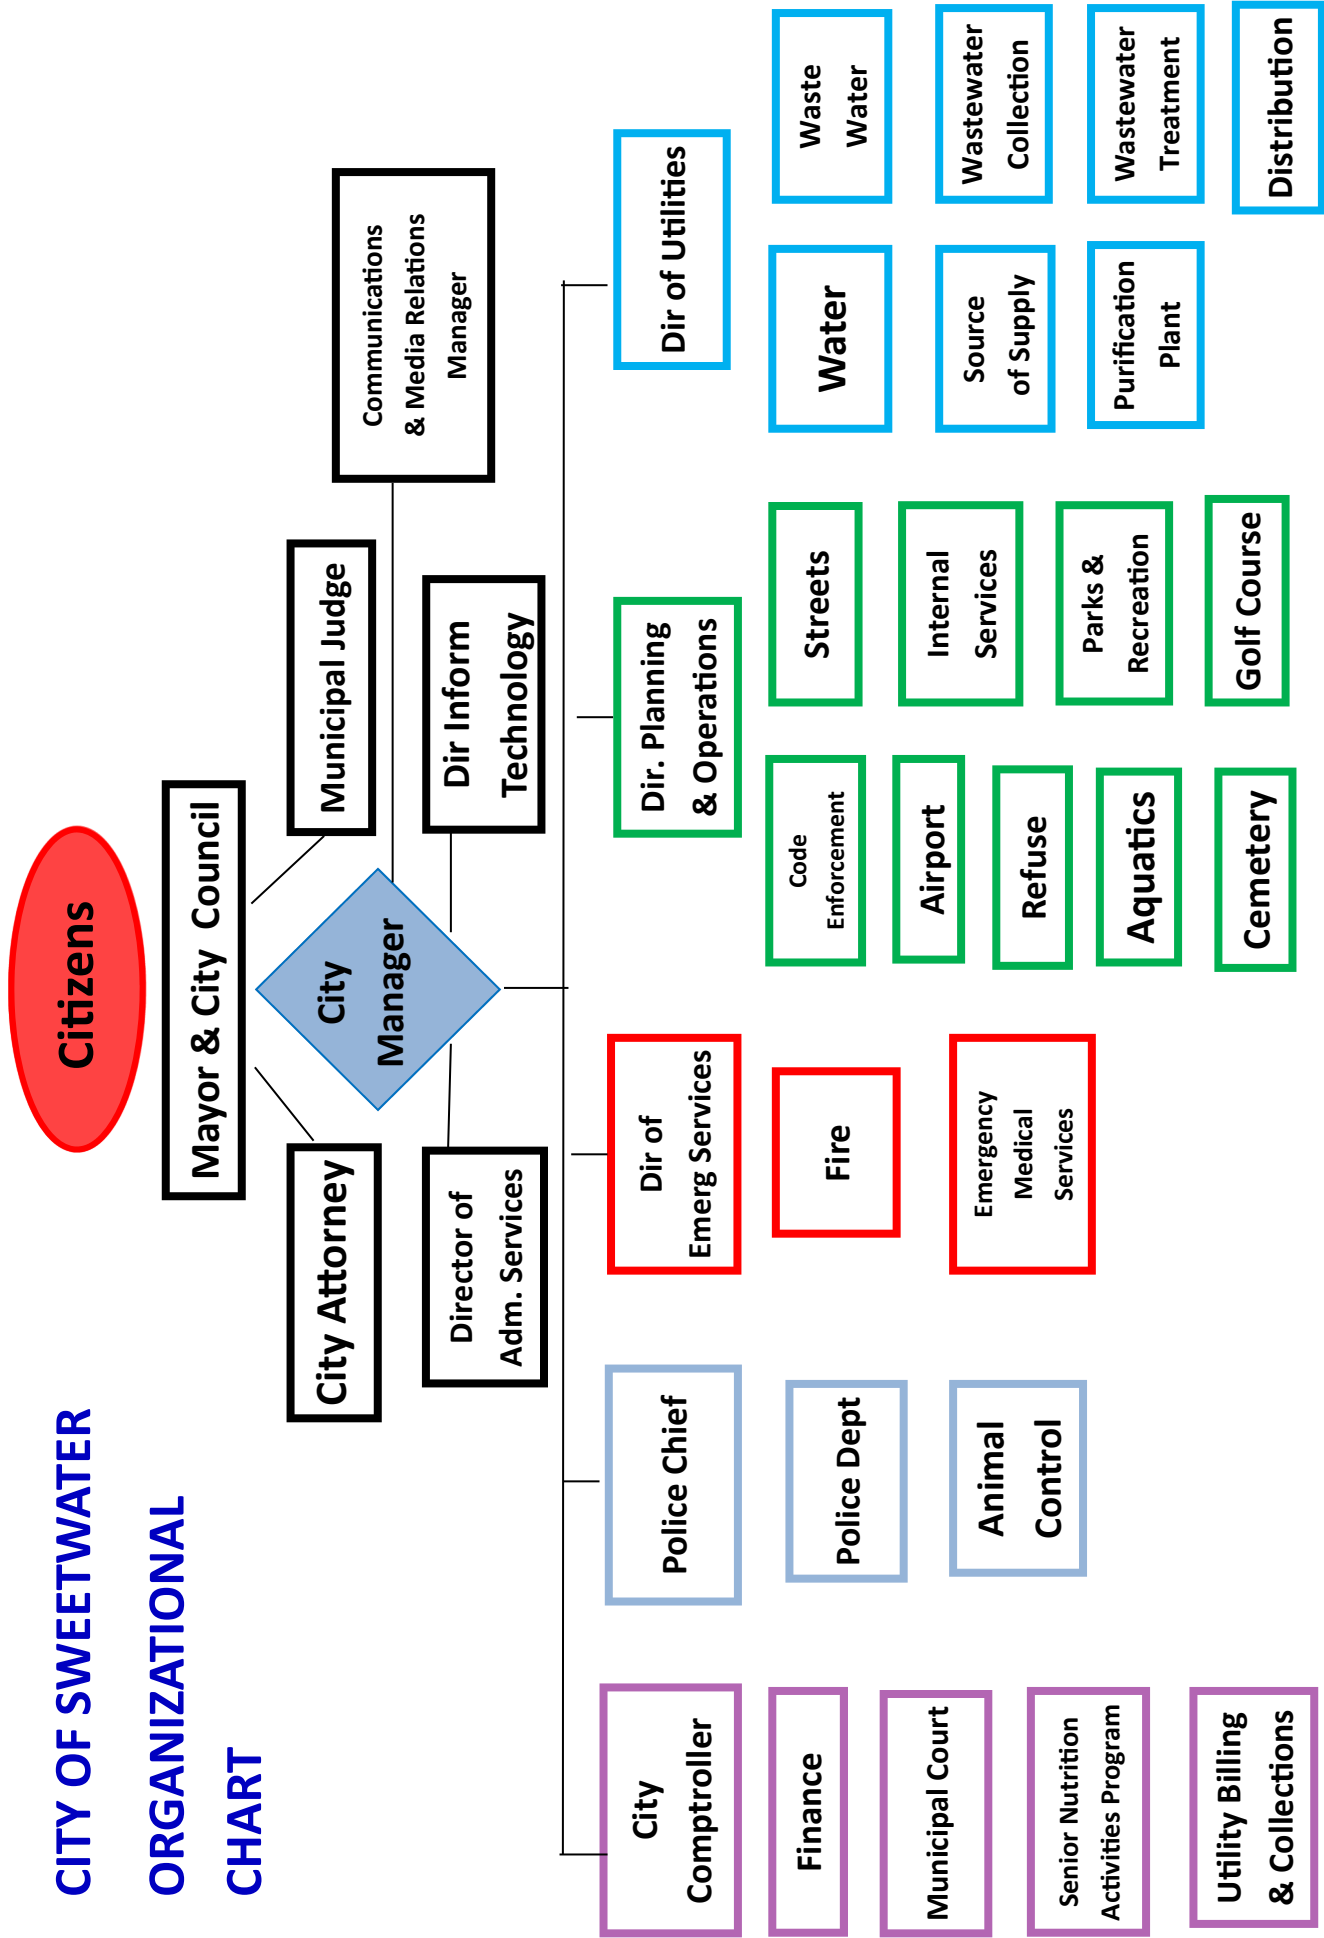 CITY OF SWEETWATER
ORGANIZATIONAL
CHART
Citizens
Mayor & City Council
City Attorney
Municipal Judge
City
Manager
Communications
& Media Relations
Manager
Director of
Adm. Services
Dir Inform
Technology
City
Comptroller
Finance
Municipal Court
Senior Nutrition
Activities Program
Utility Billing
& Collections
Police Chief
Police Dept
Animal
Control
Dir of
Emerg Services
Fire
Emergency
Medical
Services
Dir. Planning
& Operations
Code
Enforcement
Airport
Refuse
Aquatics
Cemetery
Streets
Internal
Services
Parks &
Recreation
Golf Course
Dir of Utilities
Water
Source
of Supply
Purification
Plant
Waste
Water
Wastewater
Collection
Wastewater
Treatment
Distribution